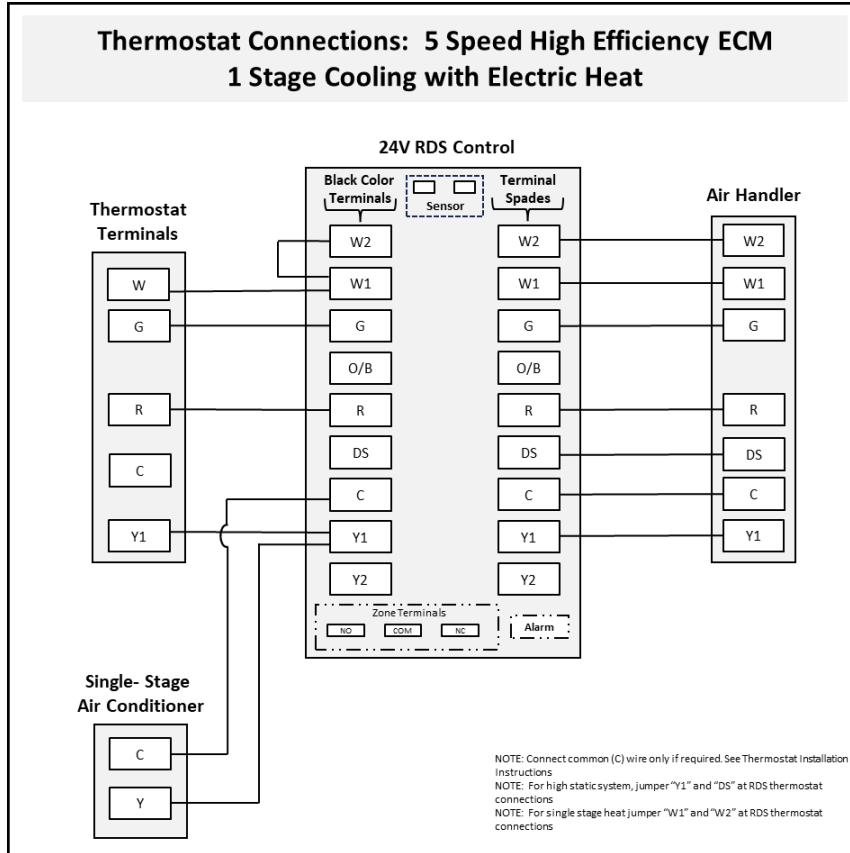 Thermostat Connections: 5 Speed High Efficiency ECM
1 Stage Cooling with Electric Heat
24V RDS Control
Black Color
Terminals
Sensor
Terminal
Spades
Thermostat
Terminals
W
G
R
C
Y1
W2
W1
G
O/B
R
DS
C
Y1
Y2
W2
W1
G
O/B
R
DS
C
Y1
Y2
Zone Terminals
NO
COM
NC
Alarm
Air Handler
W2
W1
G
R
DS
C
Y1
Single- Stage
Air Conditioner
C
Y
NOTE: Connect common (C) wire only if required. See Thermostat Installation
Instructions
NOTE: For high static system, jumper “Y1” and “DS” at RDS thermostat
connections
NOTE: For single stage heat jumper “W1” and “W2” at RDS thermostat
connections